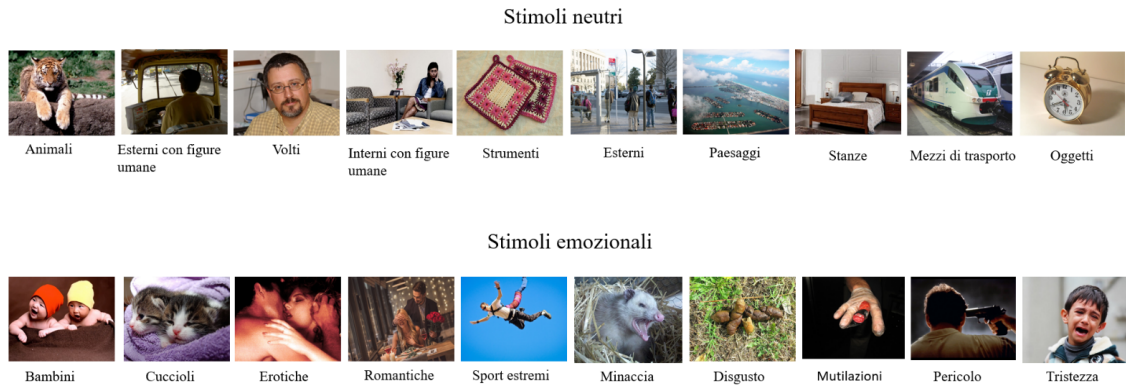 Stimoli neutri
Animali
Esterni con figure
umane
Volti
Interni con figure
umane
Strumenti
Esterni
Paesaggi
Stanze
Mezzi di trasporto
Oggetti
Stimoli emozionali
Bambini
Cuccioli
Erotiche
Romantiche
Sport estremi
Minaccia
Disgusto
Mutilazioni
Pericolo
Tristezza